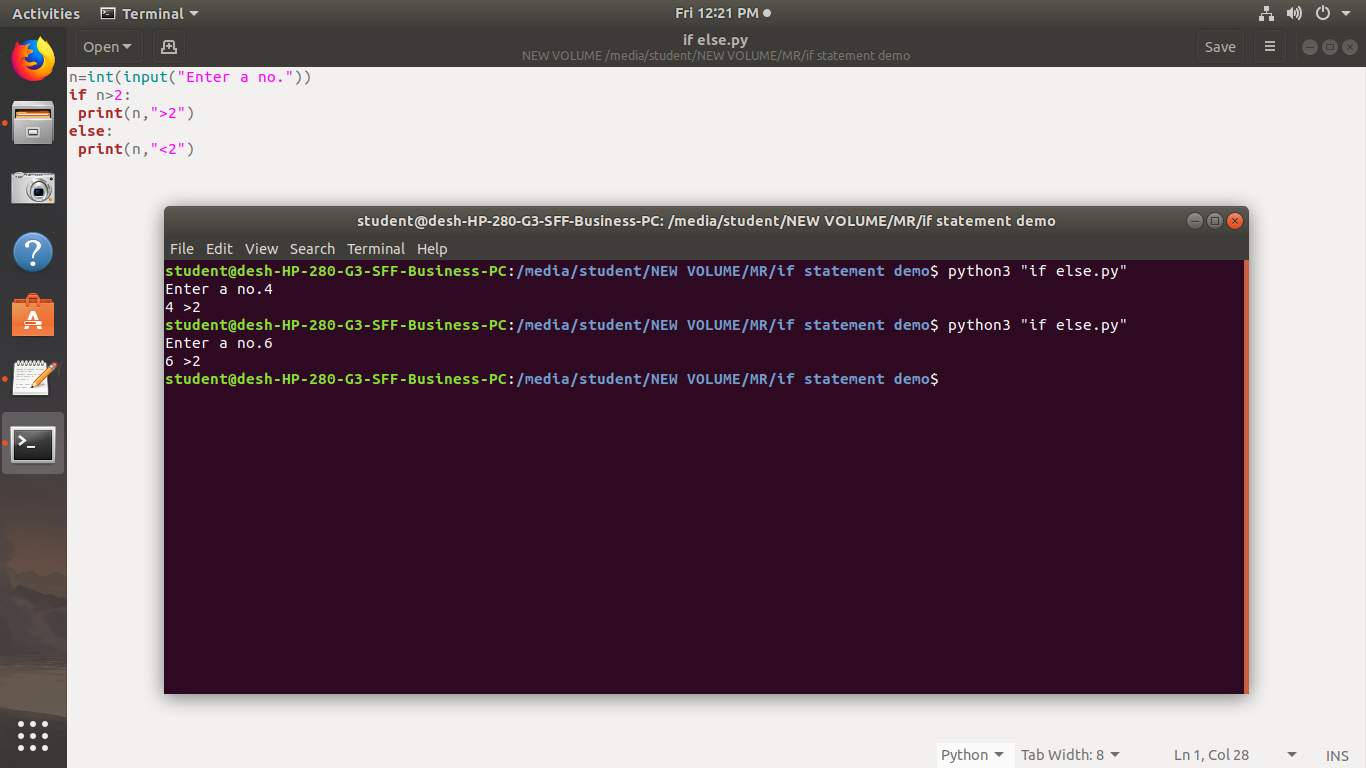 Activities Terminal Fri 12:21 PM
Open if else.py Save
NEW VOLUME /media/student/NEW VOLUME/MR/if statement demo
n=int(input("Enter a no."))
if n>2:
 print(n,">2")
else:
 print(n,"<2")
student@desh-HP-280-G3-SFF-Business-PC: /media/student/NEW VOLUME/MR/if statement demo
File Edit View Search Terminal Help
student@desh-HP-280-G3-SFF-Business-PC:/media/student/NEW VOLUME/MR/if statement demo$ python3 "if else.py"
Enter a no.4
4 >2
student@desh-HP-280-G3-SFF-Business-PC:/media/student/NEW VOLUME/MR/if statement demo$ python3 "if else.py"
Enter a no.6
6 >2
student@desh-HP-280-G3-SFF-Business-PC:/media/student/NEW VOLUME/MR/if statement demo$
Python Tab Width: 8 Ln 1, Col 28 INS